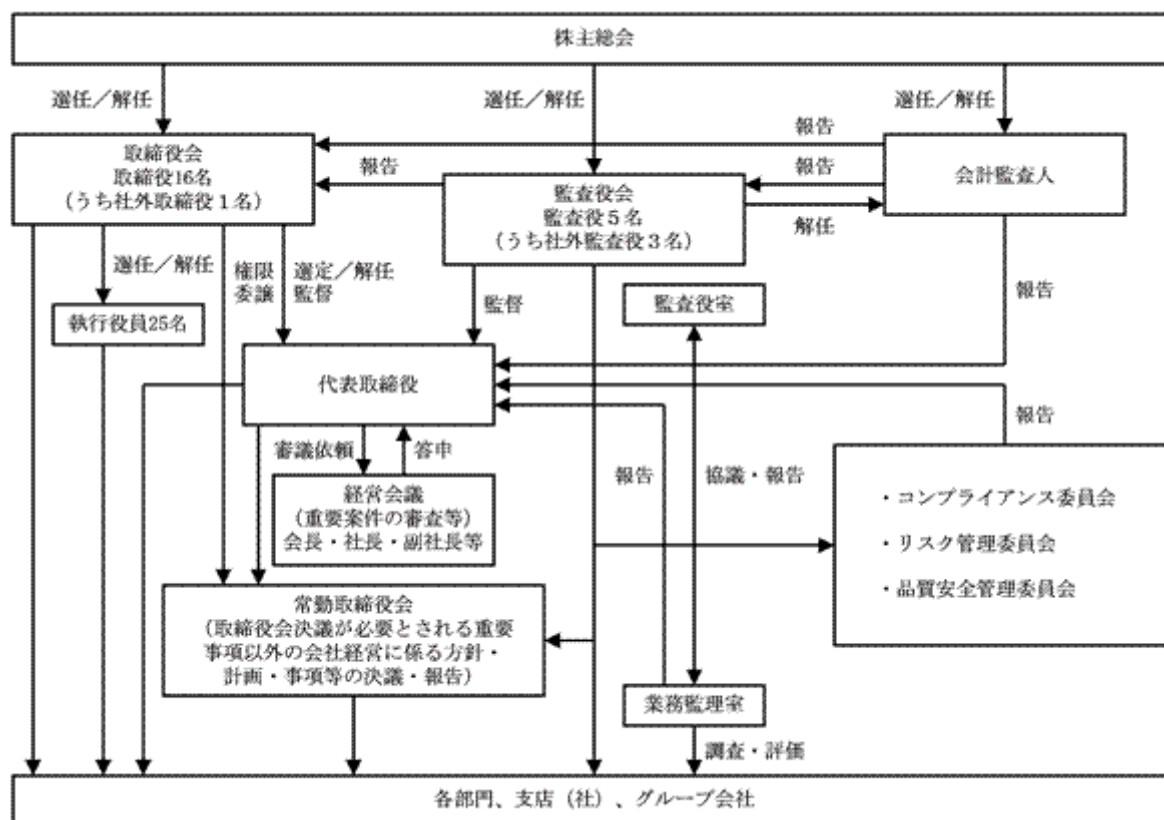 株主総会
選任／解任
選任／解任
選任／解任
報告
取締役会
取締役16名
（うち社外取締役１名）
報告
報告
会計監査人
監査役会
監査役５名
（うち社外監査役３名）
解任
選任／解任
権限
委譲
選定／解任
監督
監督
監査役室
報告
執行役員25名
代表取締役
報告
審議依頼
答申
報告
協議・報告
経営会議
（重要案件の審査等）
会長・社長・副社長等
・コンプライアンス委員会
・リスク管理委員会
・品質安全管理委員会
常勤取締役会
（取締役会決議が必要とされる重要
事項以外の会社経営に係る方針・
計画・事項等の決議・報告）
業務監理室
調査・評価
各部門、支店（社）、グループ会社